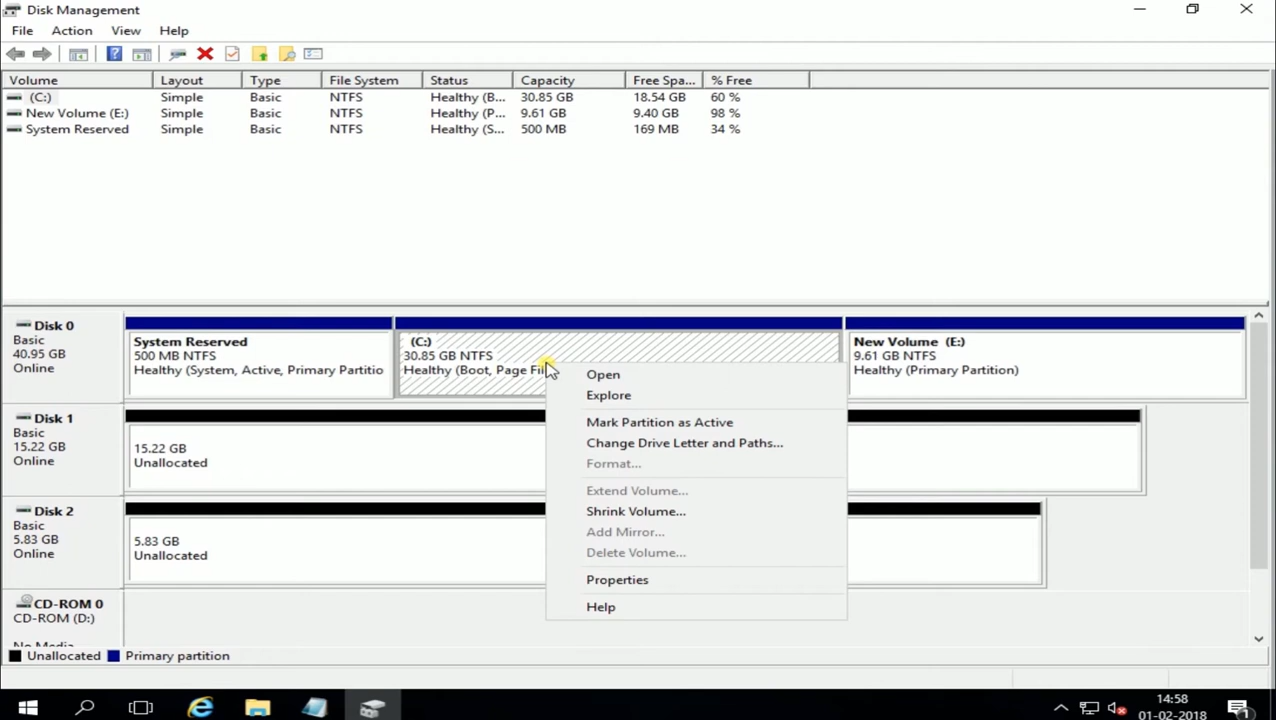 Disk Management
File Action View Help
Volume Layout Type File System Status Capacity Free Spa... % Free
(C:) Simple Basic NTFS Healthy (B... 30.85 GB 18.54 GB 60 %
New Volume (E:) Simple Basic NTFS Healthy (P... 9.61 GB 9.40 GB 98 %
System Reserved Simple Basic NTFS Healthy (S... 500 MB 169 MB 34 %
Disk 0
Basic
40.95 GB
Online
System Reserved
500 MB NTFS
Healthy (System, Active, Primary Partitio
(C:)
30.85 GB NTFS
Healthy (Boot, Page Fil
New Volume (E:)
9.61 GB NTFS
Healthy (Primary Partition)
Open
Explore
Mark Partition as Active
Change Drive Letter and Paths...
Format...
Extend Volume...
Shrink Volume...
Add Mirror...
Delete Volume...
Properties
Help
Disk 1
Basic
15.22 GB
Online
15.22 GB
Unallocated
Disk 2
Basic
5.83 GB
Online
5.83 GB
Unallocated
CD-ROM 0
CD-ROM (D:)
No Media
Unallocated Primary partition
14:58
01-02-2018
1